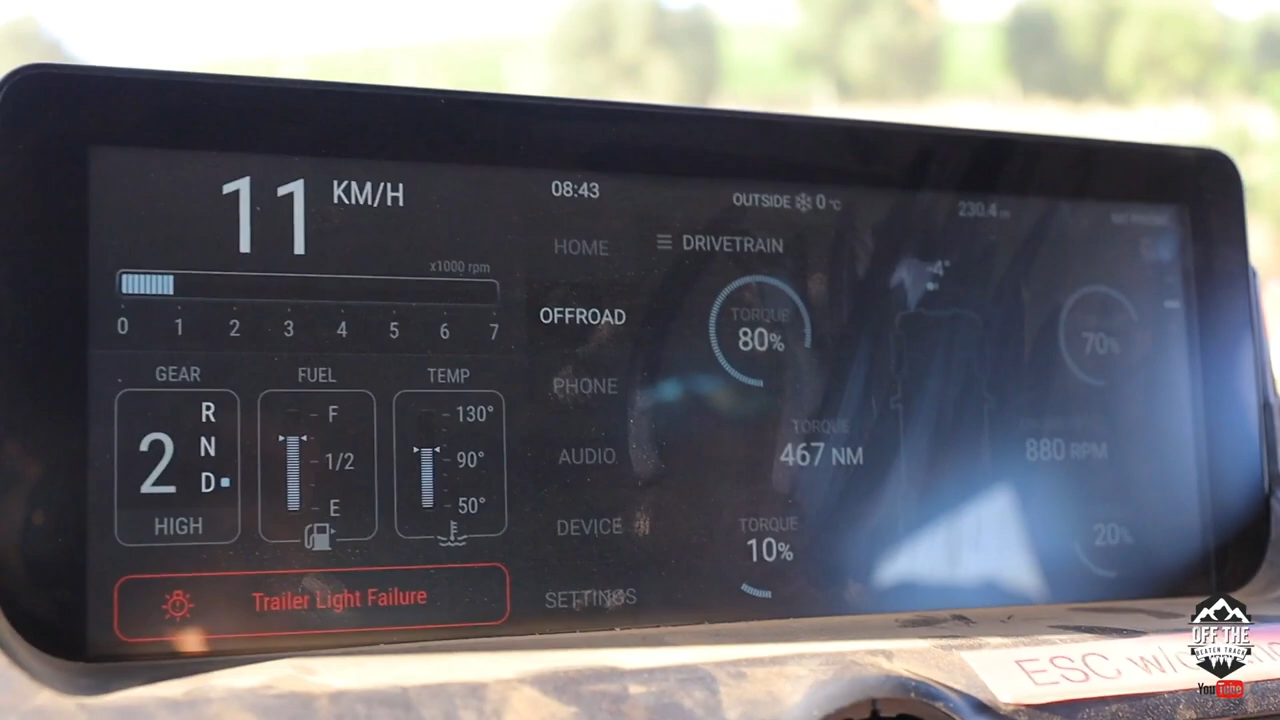 11 KM/H
x1000 rpm
0 1 2 3 4 5 6 7
GEAR
2
R
N
D
HIGH
FUEL
F
1/2
E
TEMP
130°
90°
50°
Trailer Light Failure
08:43
OUTSIDE 0 °C
230.4
HOME
OFFROAD
PHONE
AUDIO
DEVICE
SETTINGS
DRIVETRAIN
TORQUE
80%
4°
70%
TORQUE
467 NM
880 RPM
TORQUE
10%
20%
ESC
OFF THE
BEATEN TRACK
YouTube